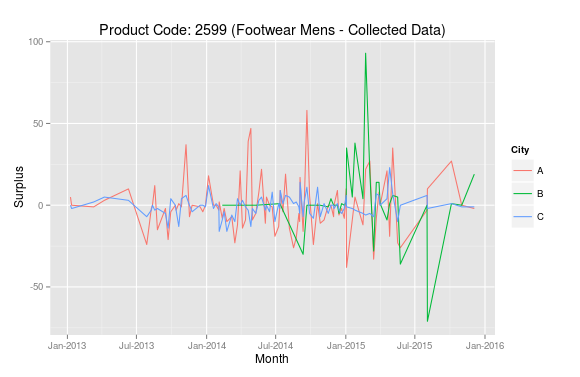 Product Code: 2599 (Footwear Mens - Collected Data)
100
50
0
-50
Surplus
Jan-2013 Jul-2013 Jan-2014 Jul-2014 Jan-2015 Jul-2015 Jan-2016
Month
City
A
B
C